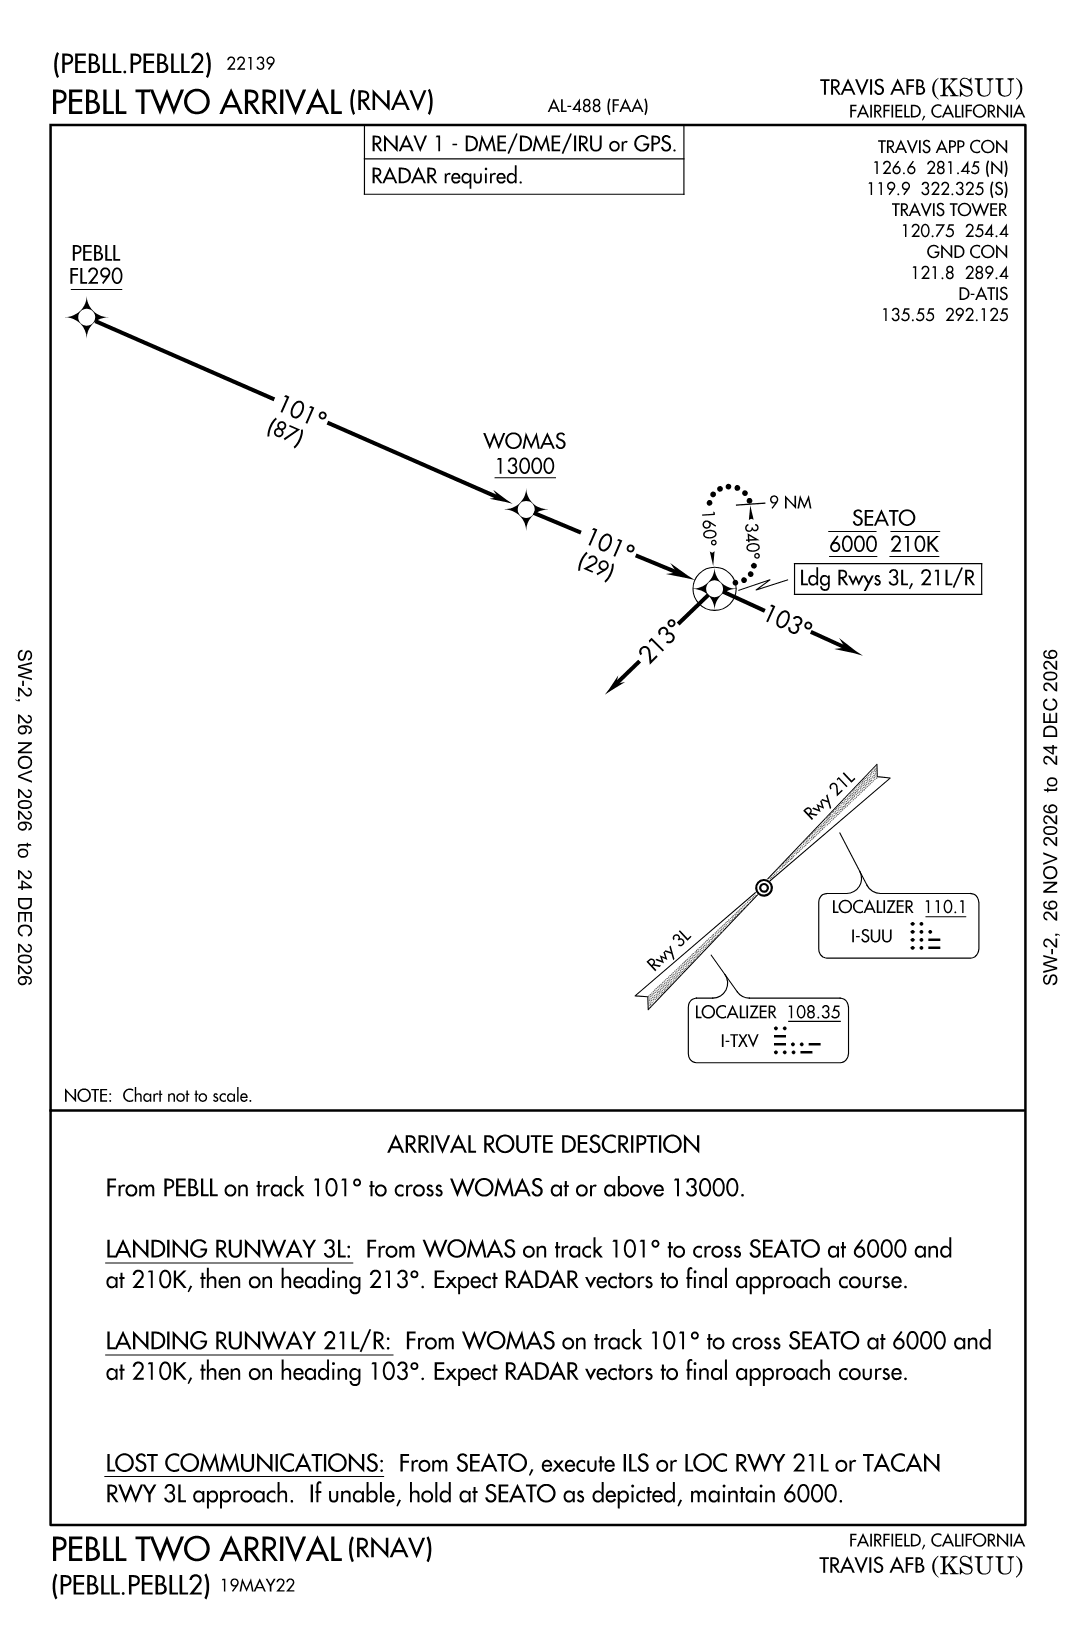 (PEBLL.PEBLL2) 22139
PEBLL TWO ARRIVAL (RNAV)
AL-488 (FAA)
TRAVIS AFB (KSUU)
FAIRFIELD, CALIFORNIA
RNAV 1 - DME/DME/IRU or GPS.
RADAR required.
TRAVIS APP CON
126.6 281.45 (N)
119.9 322.325 (S)
TRAVIS TOWER
120.75 254.4
GND CON
121.8 289.4
D-ATIS
135.55 292.125
PEBLL
FL290
101°
(87)
WOMAS
13000
101°
(29)
160°
340°
9 NM
SEATO
6000 210K
Ldg Rwys 3L, 21L/R
103°
213°
Rwy 21L
LOCALIZER 110.1
I-SUU
Rwy 3L
LOCALIZER 108.35
I-TXV
NOTE: Chart not to scale.
SW-2, 26 NOV 2026 to 24 DEC 2026
SW-2, 26 NOV 2026 to 24 DEC 2026
ARRIVAL ROUTE DESCRIPTION
From PEBLL on track 101° to cross WOMAS at or above 13000.
LANDING RUNWAY 3L: From WOMAS on track 101° to cross SEATO at 6000 and
at 210K, then on heading 213°. Expect RADAR vectors to final approach course.
LANDING RUNWAY 21L/R: From WOMAS on track 101° to cross SEATO at 6000 and
at 210K, then on heading 103°. Expect RADAR vectors to final approach course.
LOST COMMUNICATIONS: From SEATO, execute ILS or LOC RWY 21L or TACAN
RWY 3L approach. If unable, hold at SEATO as depicted, maintain 6000.
PEBLL TWO ARRIVAL (RNAV)
(PEBLL.PEBLL2) 19MAY22
FAIRFIELD, CALIFORNIA
TRAVIS AFB (KSUU)